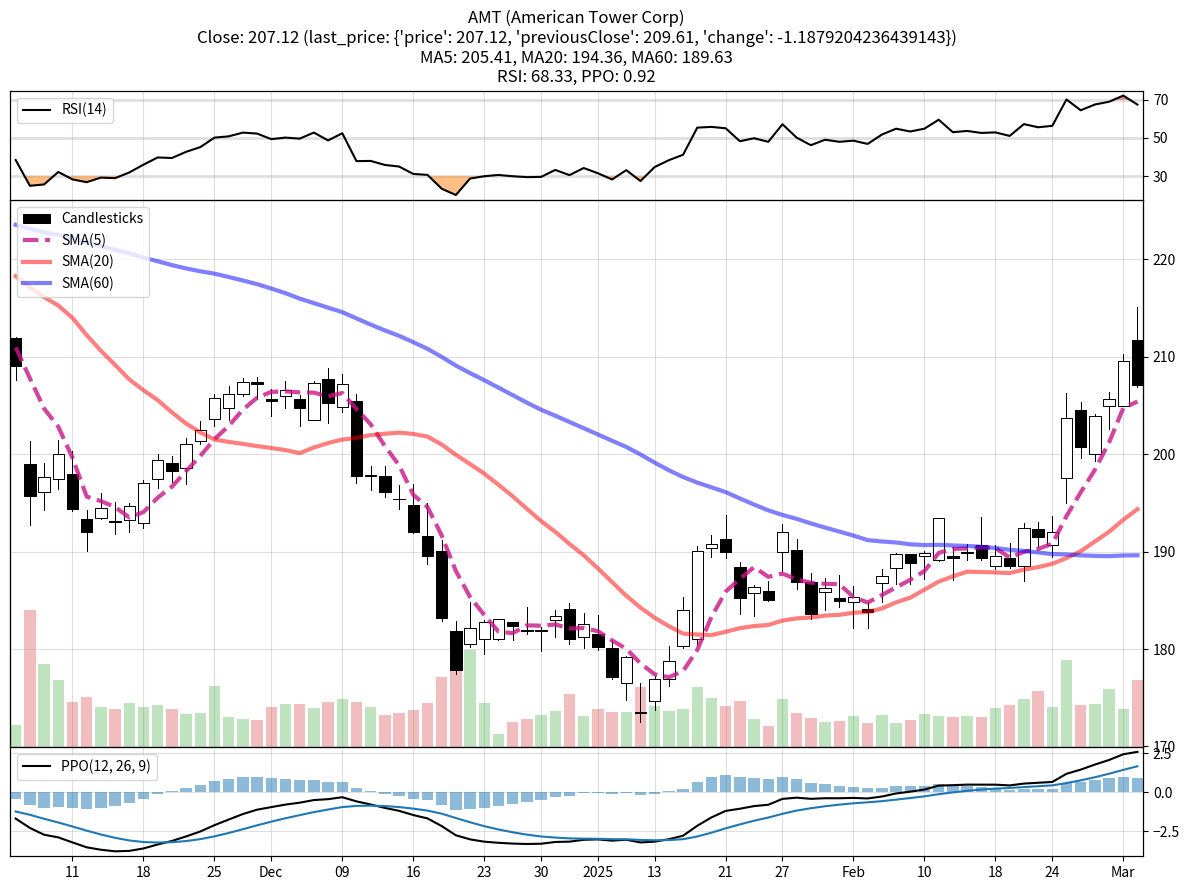 AMT (American Tower Corp)
Close: 207.12 (last_price: {'price': 207.12, 'previousClose': 209.61, 'change': -1.1879204236439143})
MA5: 205.41, MA20: 194.36, MA60: 189.63
RSI: 68.33, PPO: 0.92
RSI(14)
70
50
30
Candlesticks
SMA(5)
SMA(20)
SMA(60)
220
210
200
190
180
170
PPO(12, 26, 9)
2.5
0.0
−2.5
11 18 25 Dec 09 16 23 30 2025 13 21 27 Feb 10 18 24 Mar